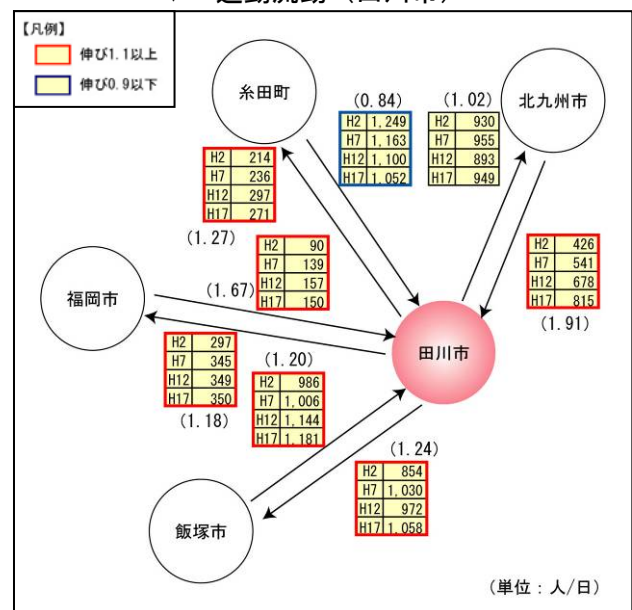 通勤流動（田川市）
【凡例】
伸び1.1以上
伸び0.9以下
糸田町
(0.84)
H2 1,249
H7 1,163
H12 1,100
H17 1,052
(1.02)
H2 930
H7 955
H12 893
H17 949
北九州市
H2 214
H7 236
H12 297
H17 271
(1.27)
H2 90
H7 139
H12 157
H17 150
(1.67)
H2 426
H7 541
H12 678
H17 815
(1.91)
福岡市
田川市
H2 297
H7 345
H12 349
H17 350
(1.18)
(1.20)
H2 986
H7 1,006
H12 1,144
H17 1,181
(1.24)
H2 854
H7 1,030
H12 972
H17 1,058
飯塚市
(単位：人/日)